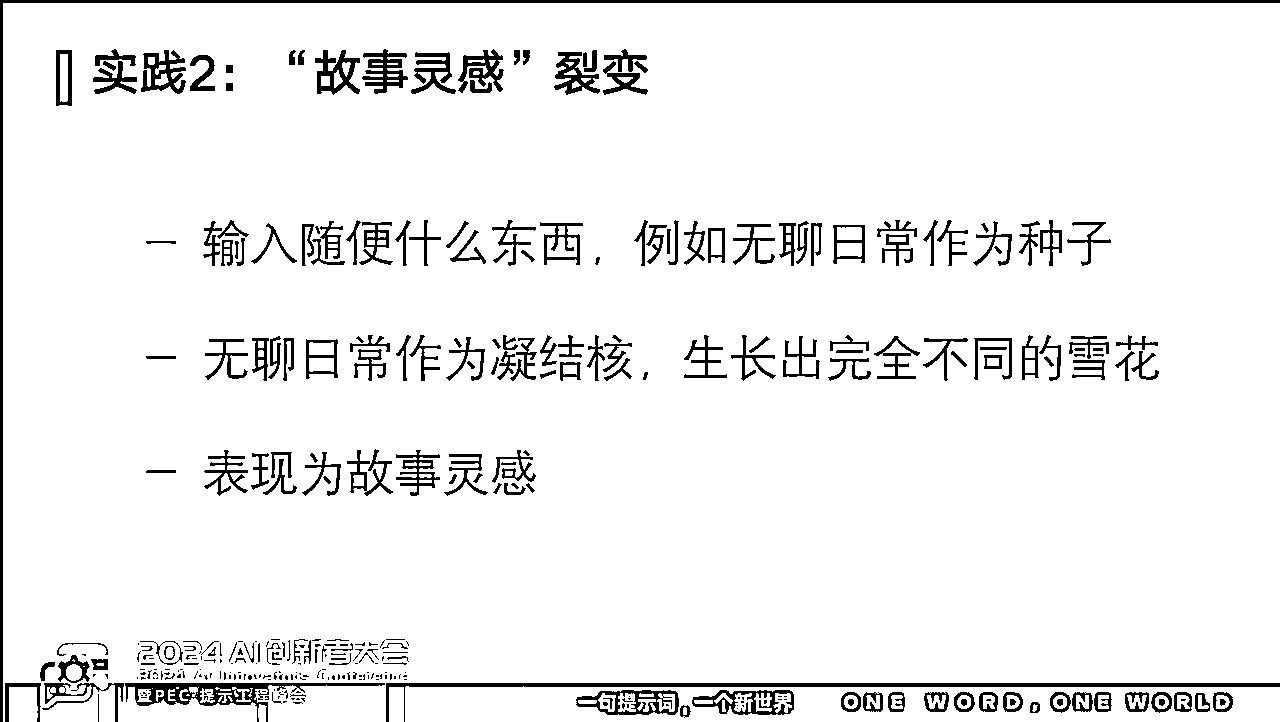 实践2：“故事灵感”裂变
— 输入随便什么东西，例如无聊日常作为种子
— 无聊日常作为凝结核，生长出完全不同的雪花
— 表现为故事灵感
2024 AI创新者大会
2024 AI Innovators
暨PEC·提示工程峰会
一句提示词，一个新世界
ONE WORD, ONE WORLD